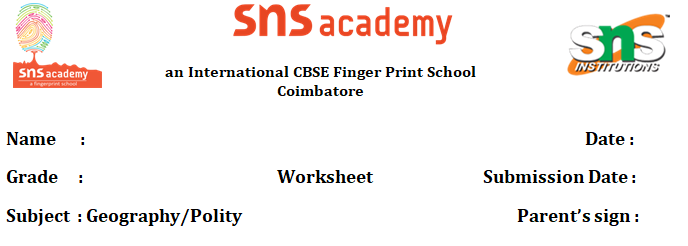 sns academy
sns academy
a fingerprint school
SnS
INSTITUTIONS
an International CBSE Finger Print School
Coimbatore
Name : Date :
Grade : Worksheet Submission Date :
Subject : Geography/Polity Parent's sign :